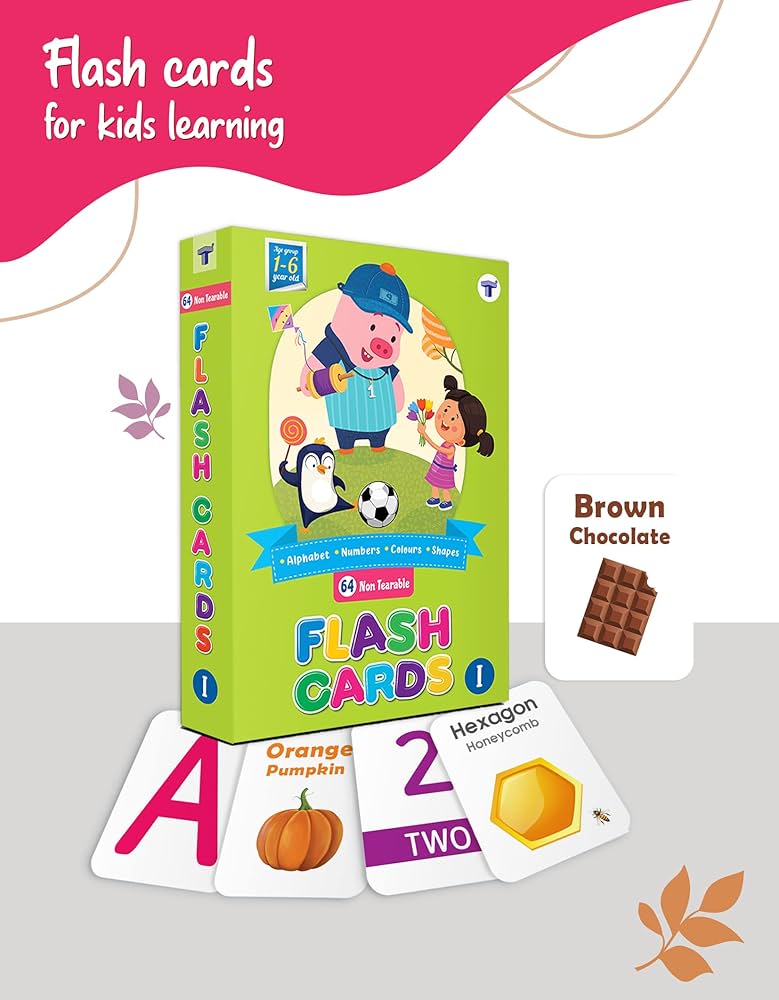 Flash cards
for kids learning
Age group
1-6
year old
64 Non Tearable
FLASH CARDS
I
1
• Alphabet • Numbers • Colours • Shapes
64 Non Tearable
FLASH
CARDS
I
Brown
Chocolate
A
Orange
Pumpkin
2
TWO
Hexagon
Honeycomb